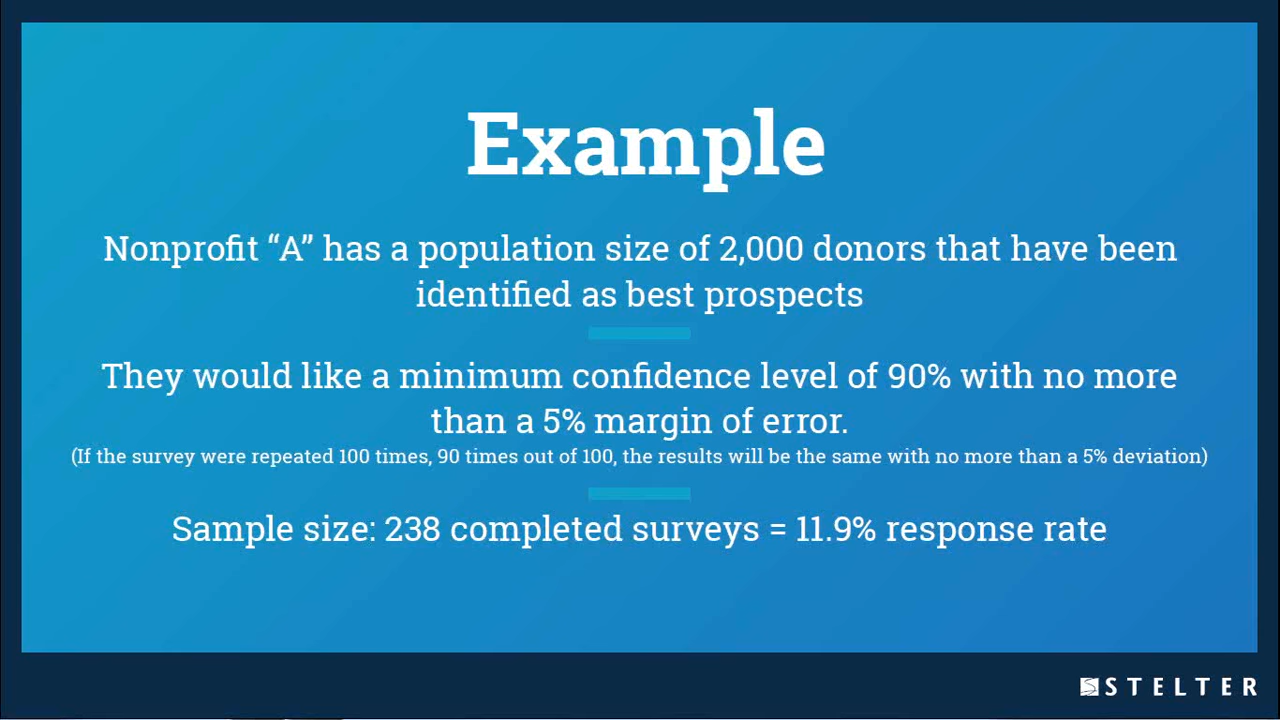 Example
Nonprofit “A” has a population size of 2,000 donors that have been
identified as best prospects
They would like a minimum confidence level of 90% with no more
than a 5% margin of error.
(If the survey were repeated 100 times, 90 times out of 100, the results will be the same with no more than a 5% deviation)
Sample size: 238 completed surveys = 11.9% response rate
STELTER